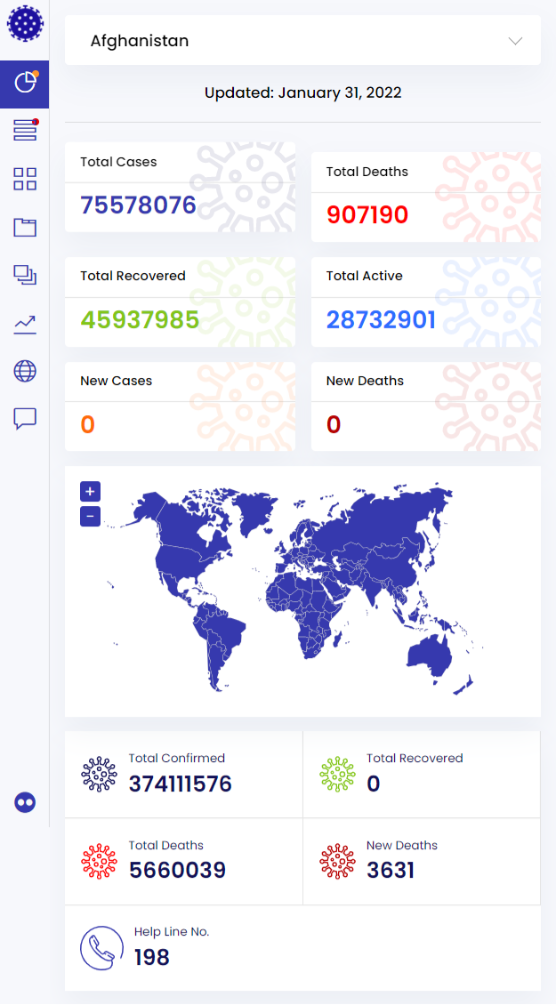 Afghanistan
Updated: January 31, 2022
Total Cases
75578076
Total Deaths
907190
Total Recovered
45937985
Total Active
28732901
New Cases
0
New Deaths
0
+
-
Total Confirmed
374111576
Total Recovered
0
Total Deaths
5660039
New Deaths
3631
Help Line No.
198